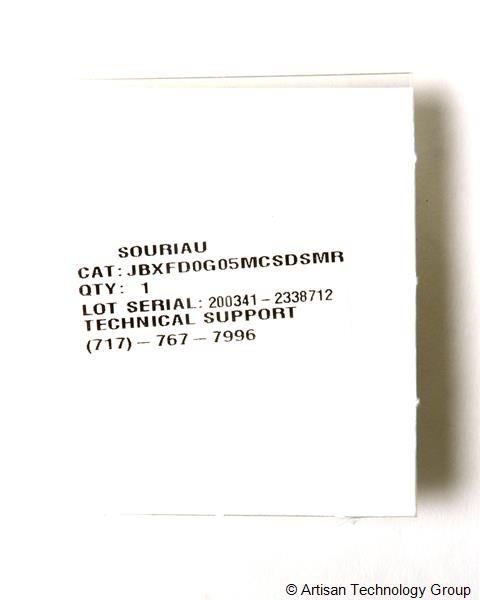 SOURIAU
CAT: JBXFD0G05MCSDSMR
QTY: 1
LOT SERIAL: 200341-2338712
TECHNICAL SUPPORT
(717)-767-7996
© Artisan Technology Group